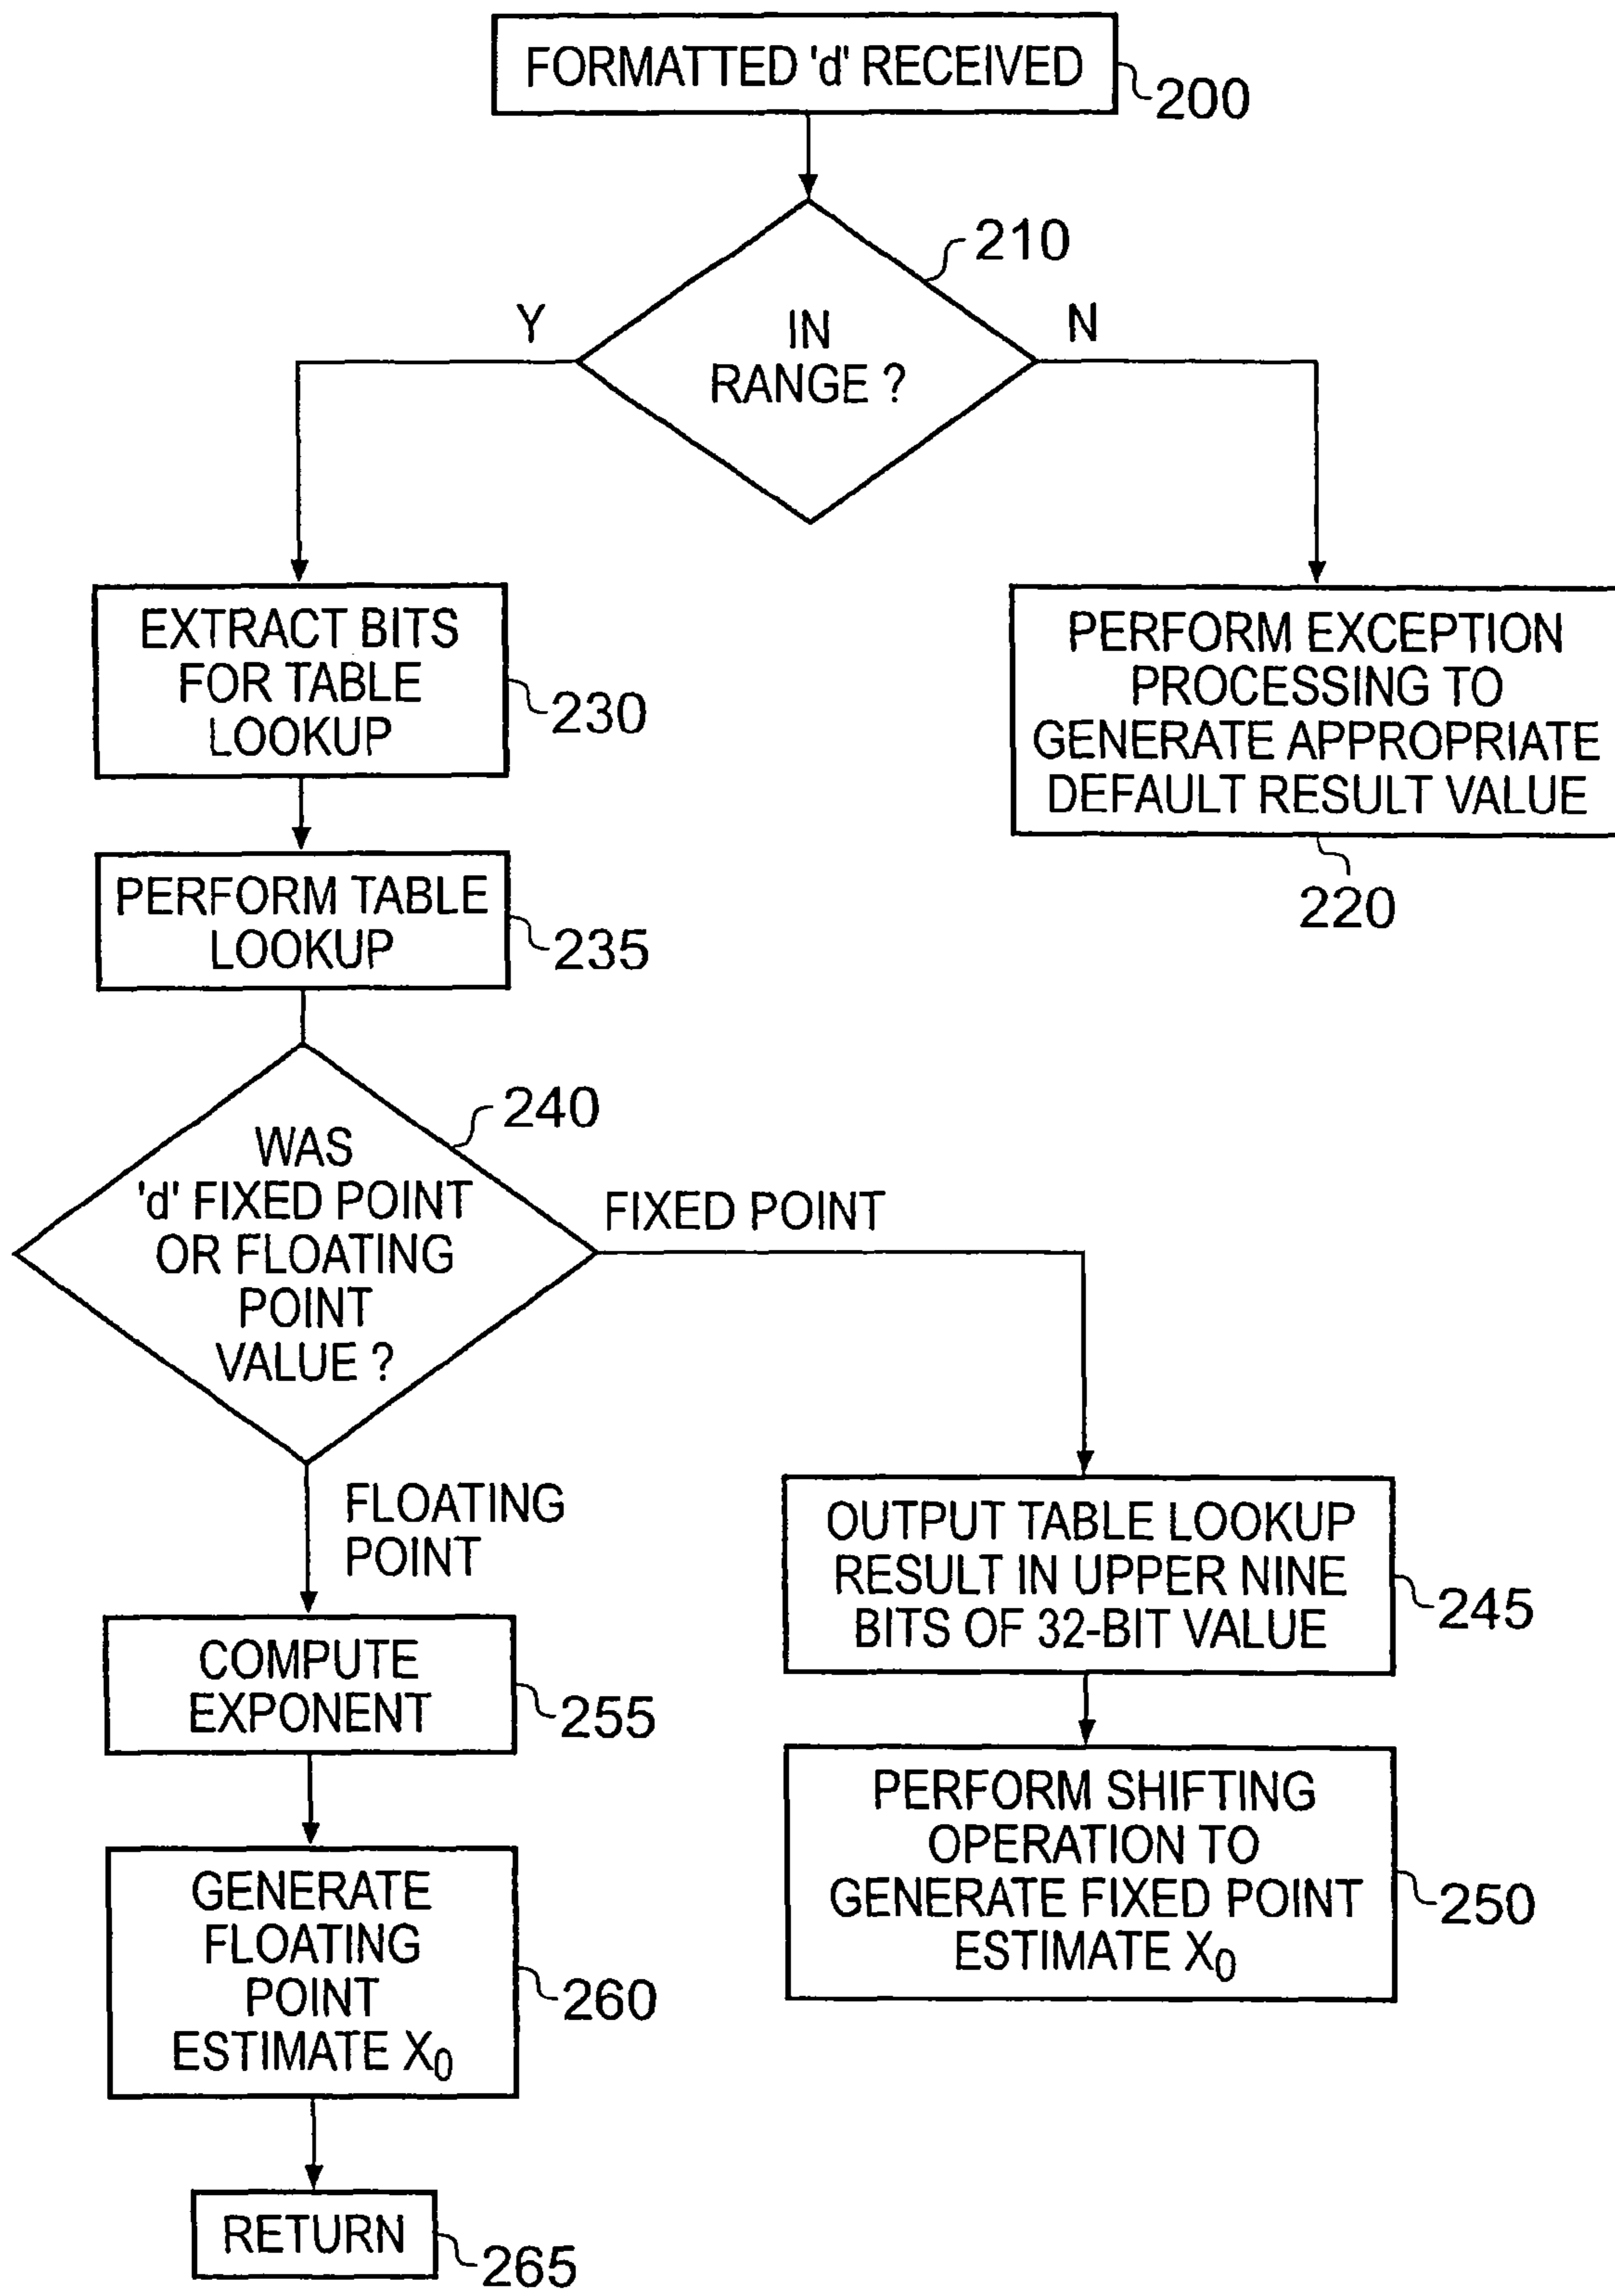 FORMATTED 'd' RECEIVED
200
210
IN
RANGE ?
Y
N
EXTRACT BITS
FOR TABLE
LOOKUP
230
PERFORM EXCEPTION
PROCESSING TO
GENERATE APPROPRIATE
DEFAULT RESULT VALUE
220
PERFORM TABLE
LOOKUP
235
240
WAS
'd' FIXED POINT
OR FLOATING
POINT
VALUE ?
FIXED POINT
FLOATING
POINT
OUTPUT TABLE LOOKUP
RESULT IN UPPER NINE
BITS OF 32-BIT VALUE
245
COMPUTE
EXPONENT
255
PERFORM SHIFTING
OPERATION TO
GENERATE FIXED POINT
ESTIMATE X₀
250
GENERATE
FLOATING
POINT
ESTIMATE X₀
260
RETURN
265